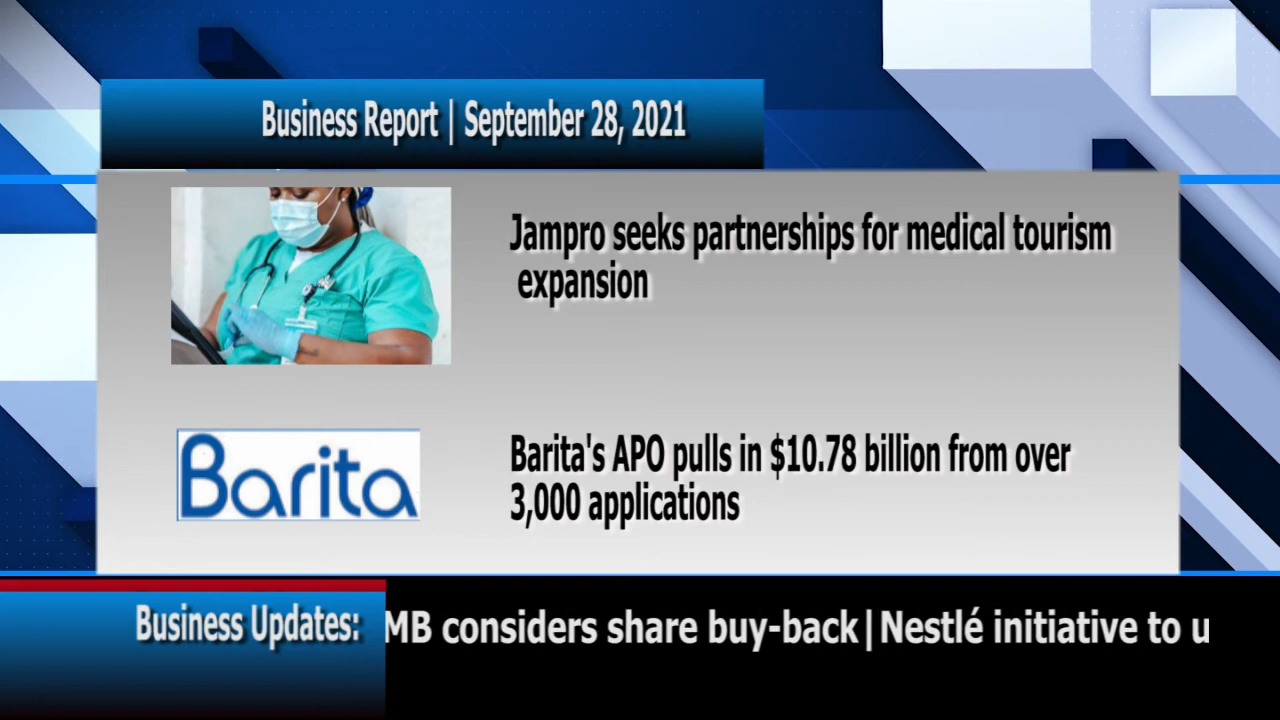 Business Report | September 28, 2021
Jampro seeks partnerships for medical tourism
expansion
Barita
Barita's APO pulls in $10.78 billion from over
3,000 applications
Business Updates:
MB considers share buy-back|Nestlé initiative to u